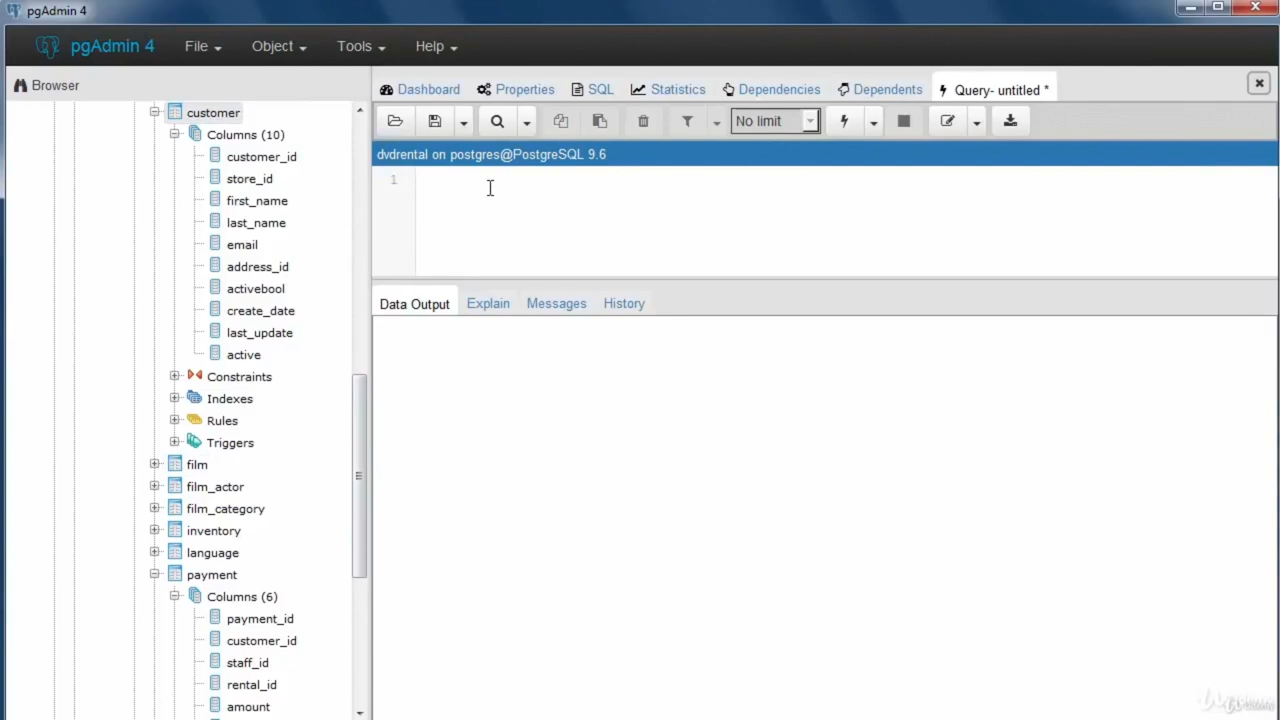 pgAdmin 4
pgAdmin 4 File Object Tools Help
Browser
Dashboard Properties SQL Statistics Dependencies Dependents Query- untitled *
No limit
dvdrental on postgres@PostgreSQL 9.6
1
Data Output Explain Messages History
customer
Columns (10)
customer_id
store_id
first_name
last_name
email
address_id
activebool
create_date
last_update
active
Constraints
Indexes
Rules
Triggers
film
film_actor
film_category
inventory
language
payment
Columns (6)
payment_id
customer_id
staff_id
rental_id
amount